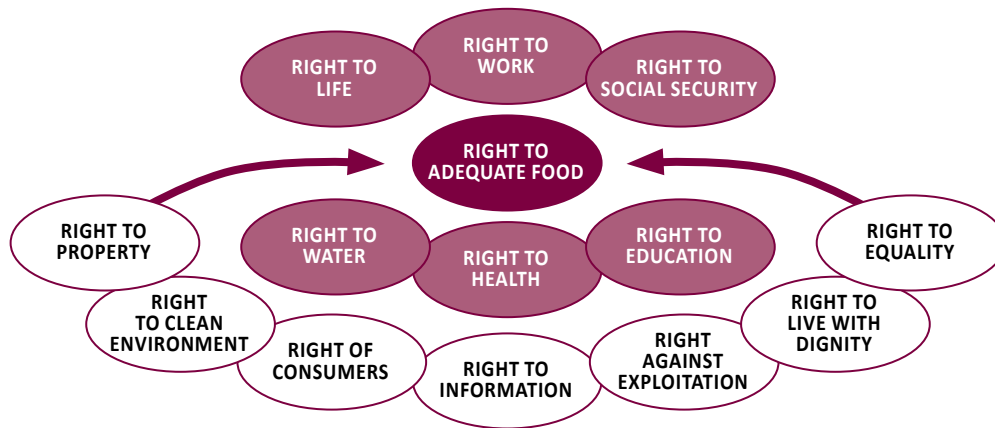 RIGHT TO
LIFE
RIGHT TO
WORK
RIGHT TO
SOCIAL SECURITY
RIGHT TO
ADEQUATE FOOD
RIGHT TO
PROPERTY
RIGHT TO
WATER
RIGHT TO
HEALTH
RIGHT TO
EDUCATION
RIGHT TO
EQUALITY
RIGHT
TO CLEAN
ENVIRONMENT
RIGHT OF
CONSUMERS
RIGHT TO
INFORMATION
RIGHT
AGAINST
EXPLOITATION
RIGHT TO
LIVE WITH
DIGNITY